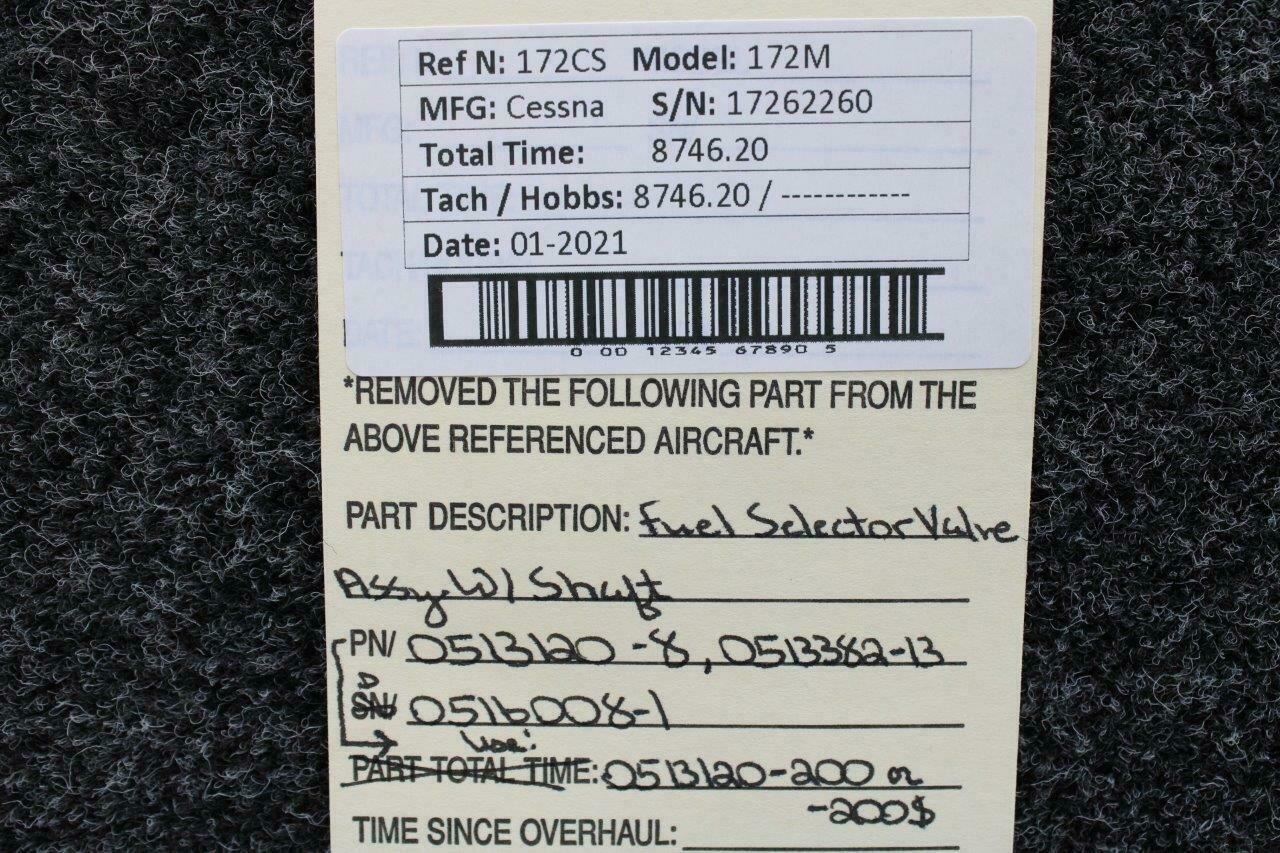 Ref N: 172CS Model: 172M
MFG: Cessna S/N: 17262260
Total Time: 8746.20
Tach / Hobbs: 8746.20 / ------------
Date: 01-2021
0 00 12345 67890 5
*REMOVED THE FOLLOWING PART FROM THE
ABOVE REFERENCED AIRCRAFT.*
PART DESCRIPTION: Fuel Selector Valve
Assy. W/ Shaft
PN/ 0513120-8, 0513382-13
SN/ 0516008-1
Use:
PART TOTAL TIME: 0513120-200 or
-200$
TIME SINCE OVERHAUL: